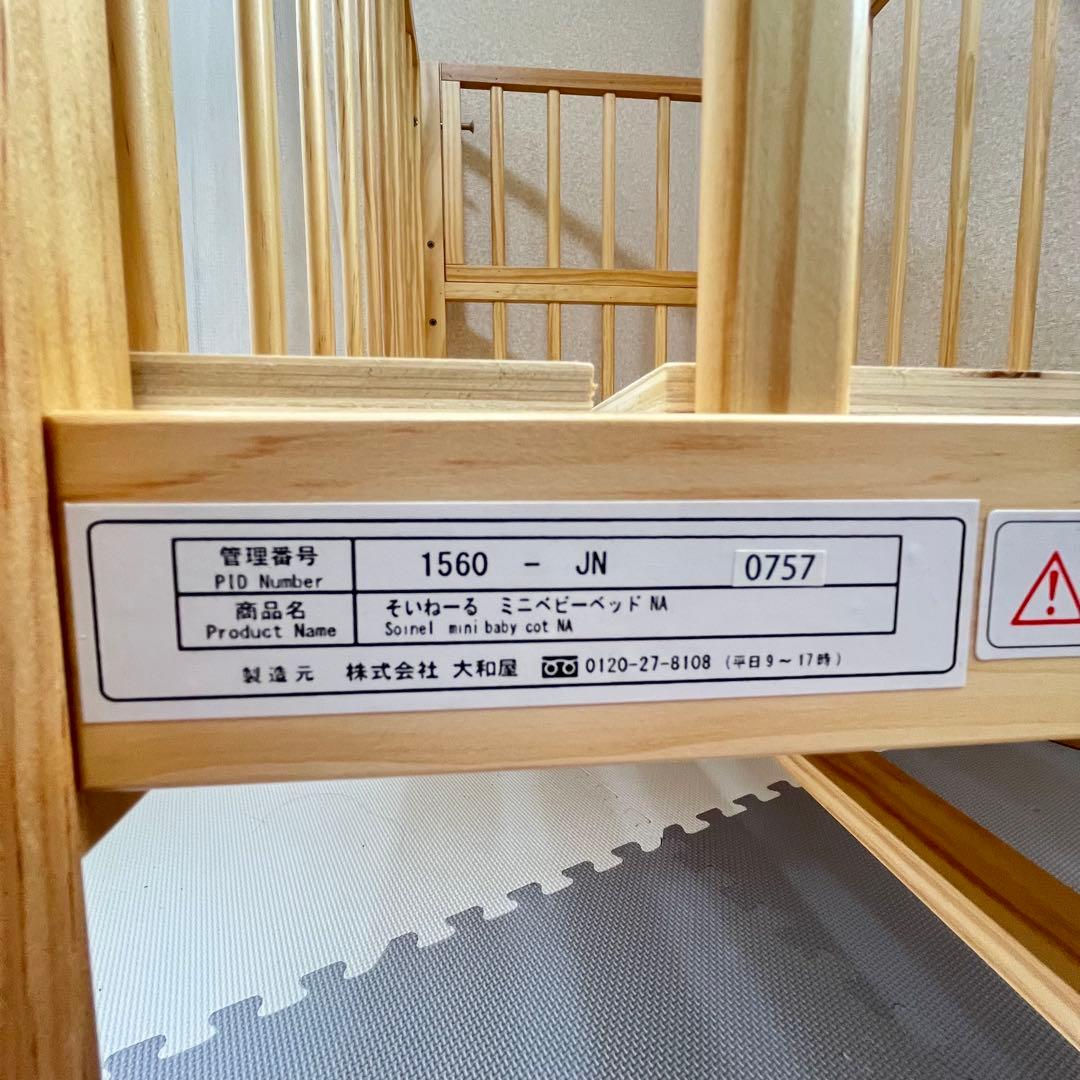 管理番号 1560 - JN 0757
PID Number
商品名 そいねーる ミニベビーベッド NA
Product Name Soinel mini baby cot NA
製造元 株式会社 大和屋 0120-27-8108 (平日9~17時)